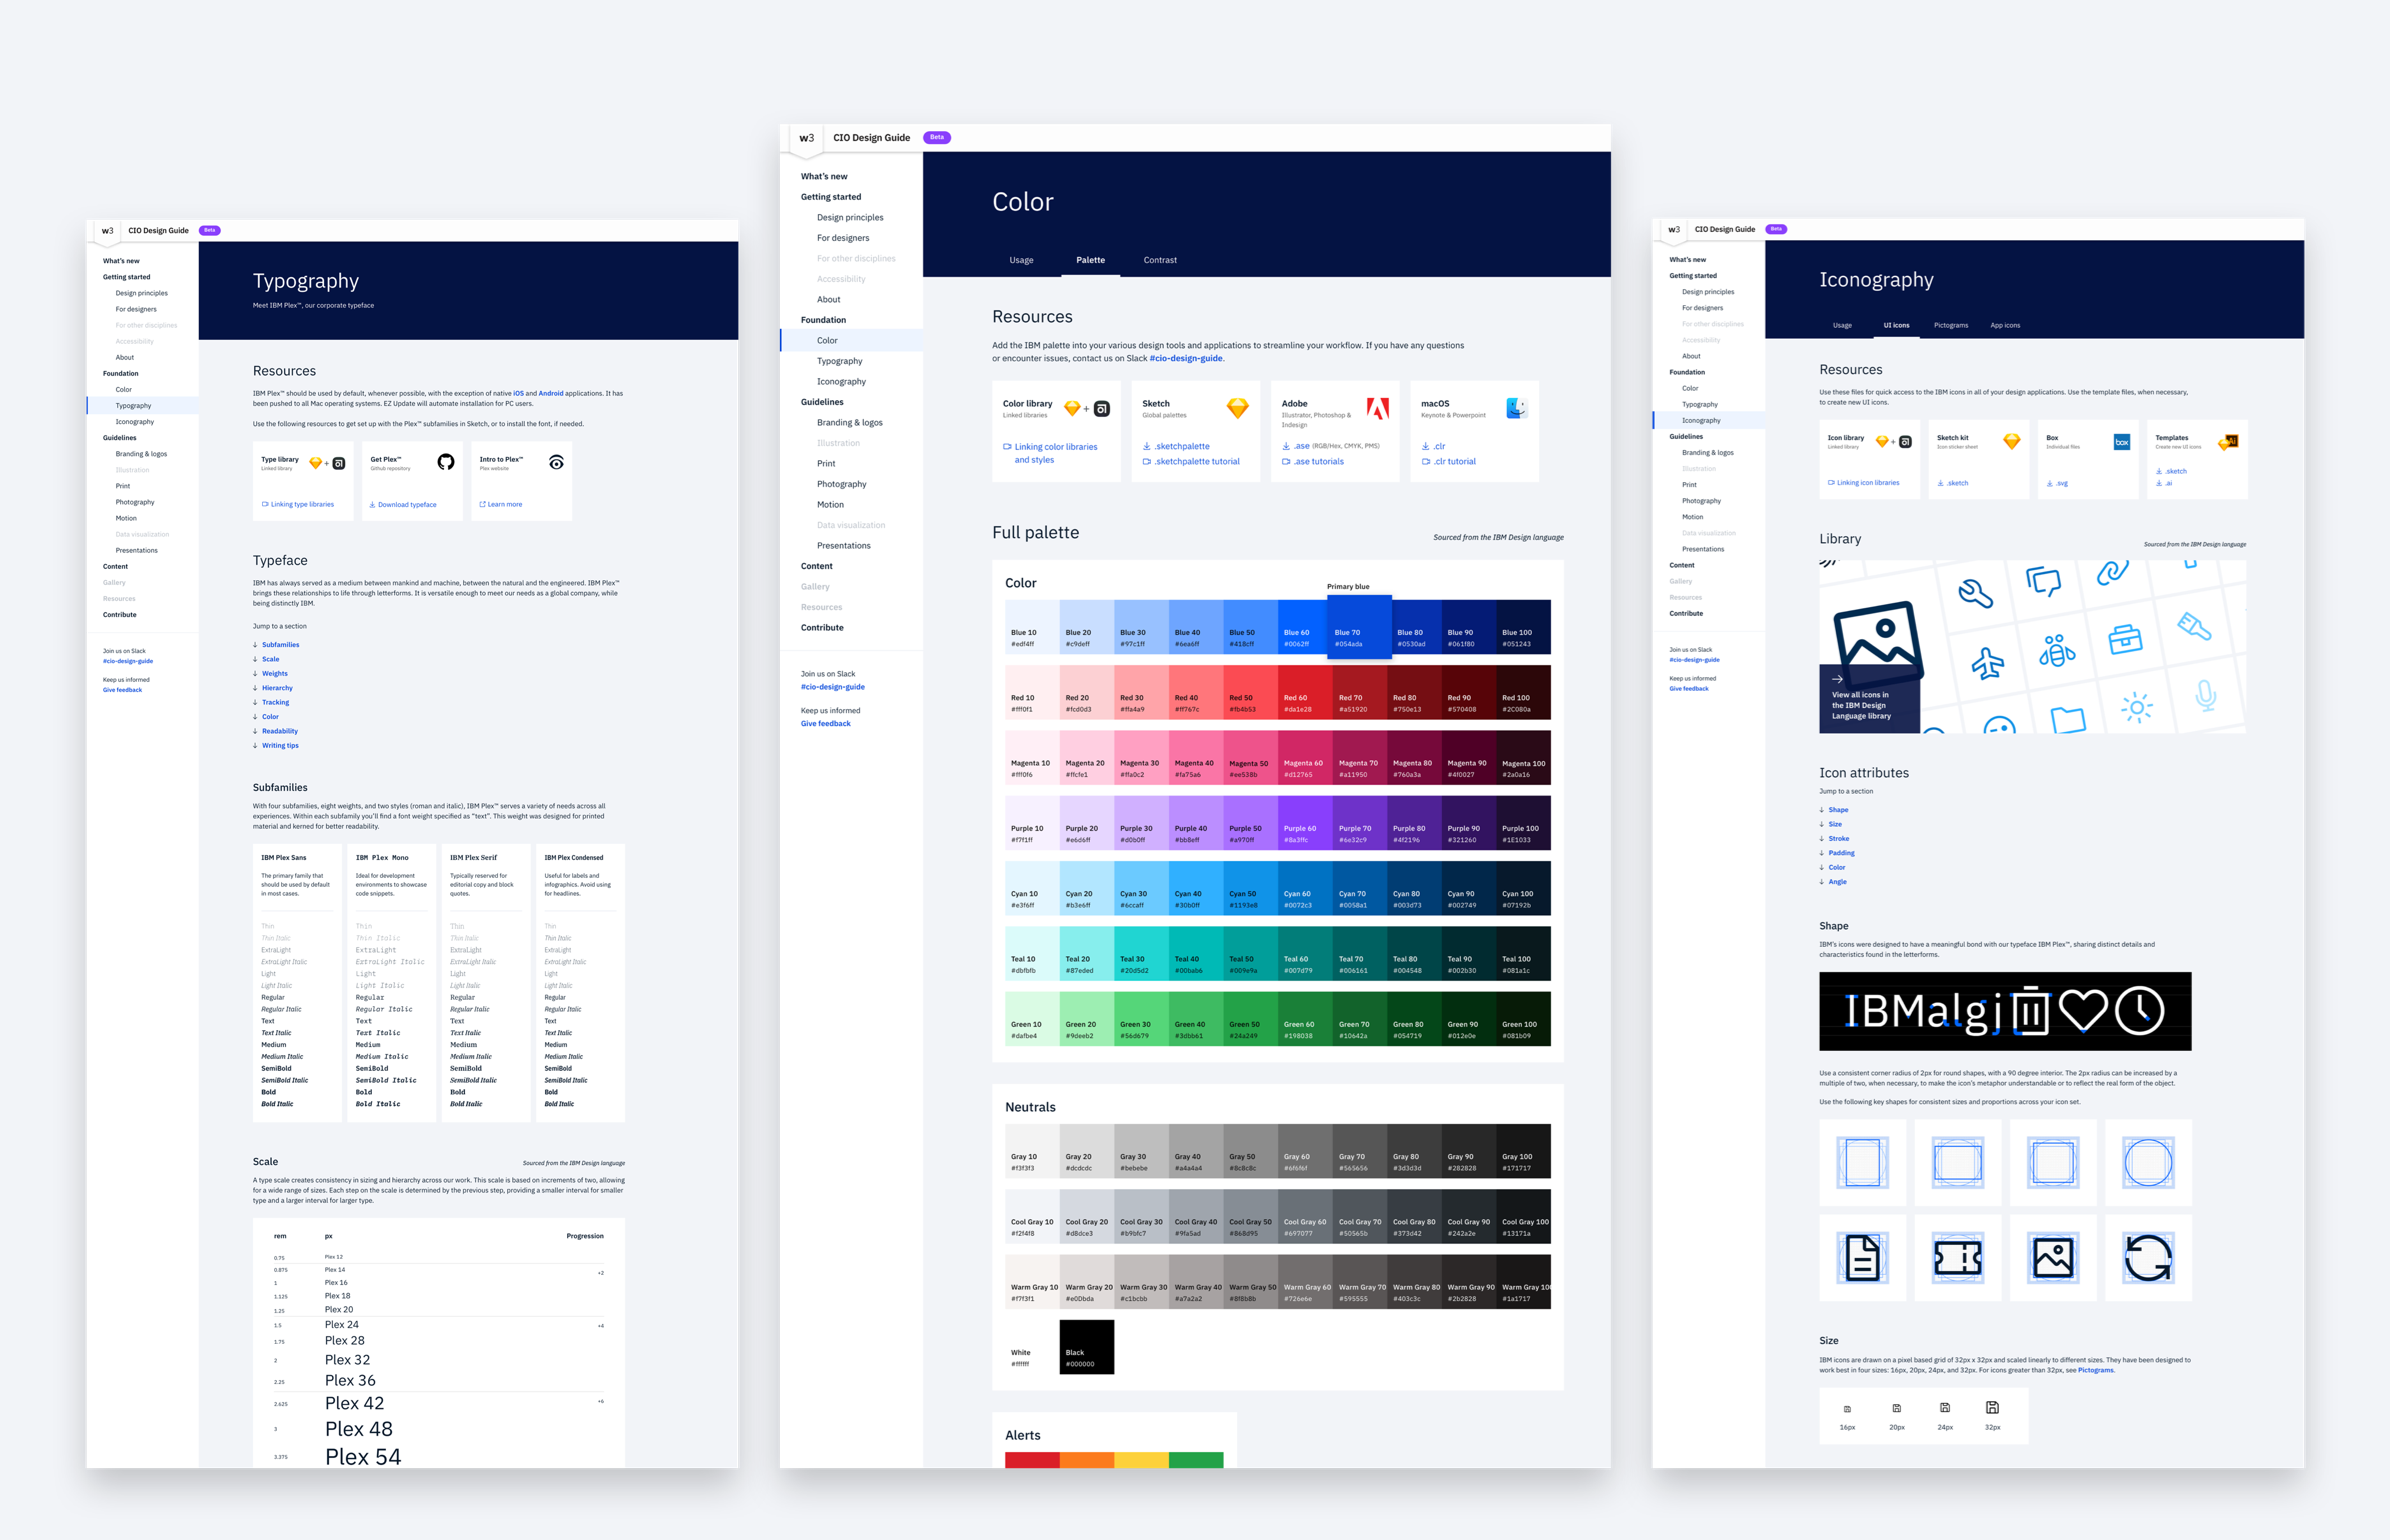 w3
CIO Design Guide
Beta
What's new
Getting started
Design principles
For designers
For other disciplines
Accessibility
About
Foundation
Color
Typography
Iconography
Guidelines
Branding & logos
Illustration
Print
Photography
Motion
Data visualization
Presentations
Content
Gallery
Resources
Contribute
Join us on Slack
#cio-design-guide
Keep us informed
Give feedback
Typography
Meet IBM Plex™, our corporate typeface
Resources
IBM Plex™ should be used by default, whenever possible, with the exception of native iOS and Android applications. It has
been pushed to all Mac operating systems. EZ Update will automate installation for PC users.
Use the following resources to get set up with the Plex™ subfamilies in Sketch, or to install the font, if needed.
Type library
Linked library
+
Linking type libraries
Get Plex™
Github repository
Download typeface
Intro to Plex™
Plex website
Learn more
Typeface
IBM has always served as a medium between mankind and machine, between the natural and the engineered. IBM Plex™
brings these relationships to life through letterforms. It is versatile enough to meet our needs as a global company, while
being distinctly IBM.
Jump to a section
Subfamilies
Scale
Weights
Hierarchy
Tracking
Color
Readability
Writing tips
Subfamilies
With four subfamilies, eight weights, and two styles (roman and italic), IBM Plex™ serves a variety of needs across all
experiences. Within each subfamily you'll find a font weight specified as "text". This weight was designed for printed
material and kerned for better readability.
IBM Plex Sans
The primary family that
should be used by default
in most cases.
Thin
Thin Italic
ExtraLight
ExtraLight Italic
Light
Light Italic
Regular
Regular Italic
Text
Text Italic
Medium
Medium Italic
SemiBold
SemiBold Italic
Bold
Bold Italic
IBM Plex Mono
Ideal for development
environments to showcase
code snippets.
Thin
Thin Italic
ExtraLight
ExtraLight Italic
Light
Light Italic
Regular
Regular Italic
Text
Text Italic
Medium
Medium Italic
SemiBold
SemiBold Italic
Bold
Bold Italic
IBM Plex Serif
Typically reserved for
editorial copy and block
quotes.
Thin
Thin Italic
ExtraLight
ExtraLight Italic
Light
Light Italic
Regular
Regular Italic
Text
Text Italic
Medium
Medium Italic
SemiBold
SemiBold Italic
Bold
Bold Italic
IBM Plex Condensed
Useful for labels and
infographics. Avoid using
for headlines.
Thin
Thin Italic
ExtraLight
ExtraLight Italic
Light
Light Italic
Regular
Regular Italic
Text
Text Italic
Medium
Medium Italic
SemiBold
SemiBold Italic
Bold
Bold Italic
Scale
Sourced from the IBM Design language
A type scale creates consistency in sizing and hierarchy across our work. This scale is based on increments of two, allowing
for a wide range of sizes. Each step on the scale is determined by the previous step, providing a smaller interval for smaller
type and a larger interval for larger type.
rem px Progression
0.75 Plex 12
0.875 Plex 14 +2
1 Plex 16
1.125 Plex 18
1.25 Plex 20
1.5 Plex 24 +4
1.75 Plex 28
2 Plex 32
2.25 Plex 36
2.625 Plex 42 +6
3 Plex 48
3.375 Plex 54
w3
CIO Design Guide
Beta
What's new
Getting started
Design principles
For designers
For other disciplines
Accessibility
About
Foundation
Color
Typography
Iconography
Guidelines
Branding & logos
Illustration
Print
Photography
Motion
Data visualization
Presentations
Content
Gallery
Resources
Contribute
Join us on Slack
#cio-design-guide
Keep us informed
Give feedback
Color
Usage Palette Contrast
Resources
Add the IBM palette into your various design tools and applications to streamline your workflow. If you have any questions
or encounter issues, contact us on Slack #cio-design-guide.
Color library
Linked libraries
+
Linking color libraries
and styles
Sketch
Global palettes
.sketchpalette
.sketchpalette tutorial
Adobe
Illustrator, Photoshop &
Indesign
.ase (RGB/Hex, CMYK, PMS)
.ase tutorials
macOS
Keynote & Powerpoint
.clr
.clr tutorial
Full palette
Sourced from the IBM Design language
Color
Primary blue
Blue 10 Blue 20 Blue 30 Blue 40 Blue 50 Blue 60 Blue 70 Blue 80 Blue 90 Blue 100
#edf4ff #c9deff #97c1ff #6ea6ff #418cff #0062ff #054ada #0530ad #061f80 #051243
Red 10 Red 20 Red 30 Red 40 Red 50 Red 60 Red 70 Red 80 Red 90 Red 100
#fff0f1 #fcd0d3 #ffa4a9 #ff767c #fb4b53 #da1e28 #a51920 #750e13 #570408 #2C080a
Magenta 10 Magenta 20 Magenta 30 Magenta 40 Magenta 50 Magenta 60 Magenta 70 Magenta 80 Magenta 90 Magenta 100
#fff0f6 #ffcfe1 #ffa0c2 #fa75a6 #ee538b #d12765 #a11950 #760a3a #4f0027 #2a0a16
Purple 10 Purple 20 Purple 30 Purple 40 Purple 50 Purple 60 Purple 70 Purple 80 Purple 90 Purple 100
#f7f1ff #e6d6ff #d0b0ff #bb8eff #a970ff #8a3ffc #6e32c9 #4f2196 #321260 #1E1033
Cyan 10 Cyan 20 Cyan 30 Cyan 40 Cyan 50 Cyan 60 Cyan 70 Cyan 80 Cyan 90 Cyan 100
#e3f6ff #b3e6ff #6ccaff #30b0ff #1193e8 #0072c3 #0058a1 #003d73 #002749 #07192b
Teal 10 Teal 20 Teal 30 Teal 40 Teal 50 Teal 60 Teal 70 Teal 80 Teal 90 Teal 100
#dbfbfb #87eded #20d5d2 #00bab6 #009e9a #007d79 #006161 #004548 #002b30 #081a1c
Green 10 Green 20 Green 30 Green 40 Green 50 Green 60 Green 70 Green 80 Green 90 Green 100
#dafbe4 #9deeb2 #56d679 #3dbb61 #24a249 #198038 #10642a #054719 #012e0e #081b09
Neutrals
Gray 10 Gray 20 Gray 30 Gray 40 Gray 50 Gray 60 Gray 70 Gray 80 Gray 90 Gray 100
#f3f3f3 #dcdcdc #bebebe #a4a4a4 #8c8c8c #6f6f6f #565656 #3d3d3d #282828 #171717
Cool Gray 10 Cool Gray 20 Cool Gray 30 Cool Gray 40 Cool Gray 50 Cool Gray 60 Cool Gray 70 Cool Gray 80 Cool Gray 90 Cool Gray 100
#f2f4f8 #d8dce3 #b9bfc7 #9fa5ad #868d95 #697077 #50565b #373d42 #242a2e #13171a
Warm Gray 10 Warm Gray 20 Warm Gray 30 Warm Gray 40 Warm Gray 50 Warm Gray 60 Warm Gray 70 Warm Gray 80 Warm Gray 90 Warm Gray 100
#f7f3f1 #e0Dbda #c1bcbb #a7a2a2 #8f8b8b #726e6e #595555 #403c3c #2b2828 #1a1717
White Black
#ffffff #000000
Alerts
w3
CIO Design Guide
Beta
What's new
Getting started
Design principles
For designers
For other disciplines
Accessibility
About
Foundation
Color
Typography
Iconography
Guidelines
Branding & logos
Illustration
Print
Photography
Motion
Data visualization
Presentations
Content
Gallery
Resources
Contribute
Join us on Slack
#cio-design-guide
Keep us informed
Give feedback
Iconography
Usage UI icons Pictograms App icons
Resources
Use these files for quick access to the IBM icons in all of your design applications. Use the template files, when necessary,
to create new UI icons.
Icon library
Linked library
+
Linking icon libraries
Sketch kit
Icon sticker sheet
.sketch
Box
Individual files
box
.svg
Templates
Create new UI icons
Ai
.sketch
.ai
Library
Sourced from the IBM Design language
View all icons in
the IBM Design
Language library
Icon attributes
Jump to a section
Shape
Size
Stroke
Padding
Color
Angle
Shape
IBM's icons were designed to have a meaningful bond with our typeface IBM Plex™, sharing distinct details and
characteristics found in the letterforms.
IBMalgj
Use a consistent corner radius of 2px for round shapes, with a 90 degree interior. The 2px radius can be increased by a
multiple of two, when necessary, to make the icon's metaphor understandable or to reflect the real form of the object.
Use the following key shapes for consistent sizes and proportions across your icon set.
Size
IBM icons are drawn on a pixel based grid of 32px x 32px and scaled linearly to different sizes. They have been designed to
work best in four sizes: 16px, 20px, 24px, and 32px. For icons greater than 32px, see Pictograms.
16px 20px 24px 32px